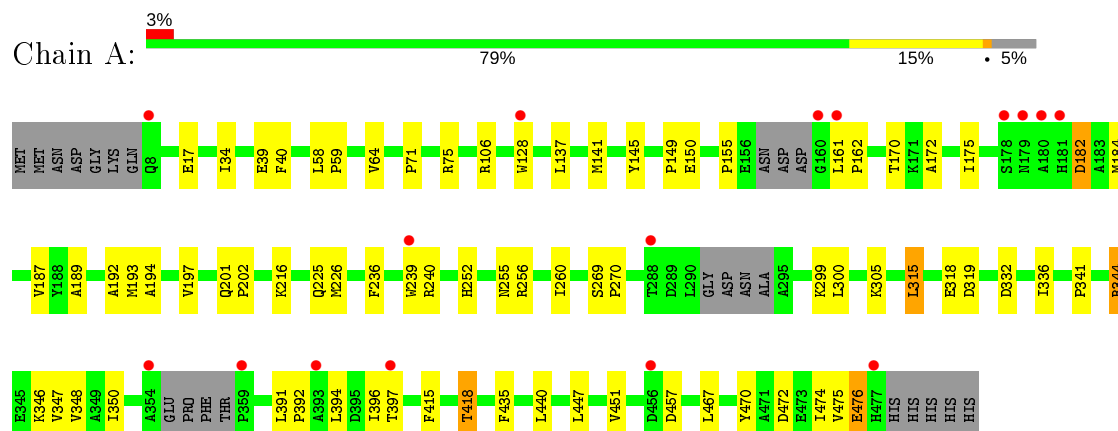 3%
Chain A:
79% 15% • 5%
MET MET ASN ASP GLY LYS GLN Q8 E17 I34 E39 F40 L58 P59 V64 P71 R75 R106 W128 L137 M141 Y145 P149 E150 P155 E156 ASN ASP ASP G160 L161 P162 T170 K171 A172 I175 S178 N179 A180 H181 D182 A183 M184
V187 Y188 A189 A192 M193 A194 V197 Q201 P202 K216 Q225 M226 F236 W239 R240 H252 N255 R256 I260 S269 P270 T288 D289 L290 GLY ASP ASN ALA A295 K299 L300 K305 L315 E318 D319 D332 I336 P341 R344
E345 K346 V347 V348 A349 I350 A354 GLU PRO PHE THR P359 L391 P392 A393 L394 D395 I396 T397 F415 T418 F435 L440 L447 V451 D456 D457 L467 Y470 A471 D472 E473 I474 V475 E476 H477 HIS HIS HIS HIS HIS